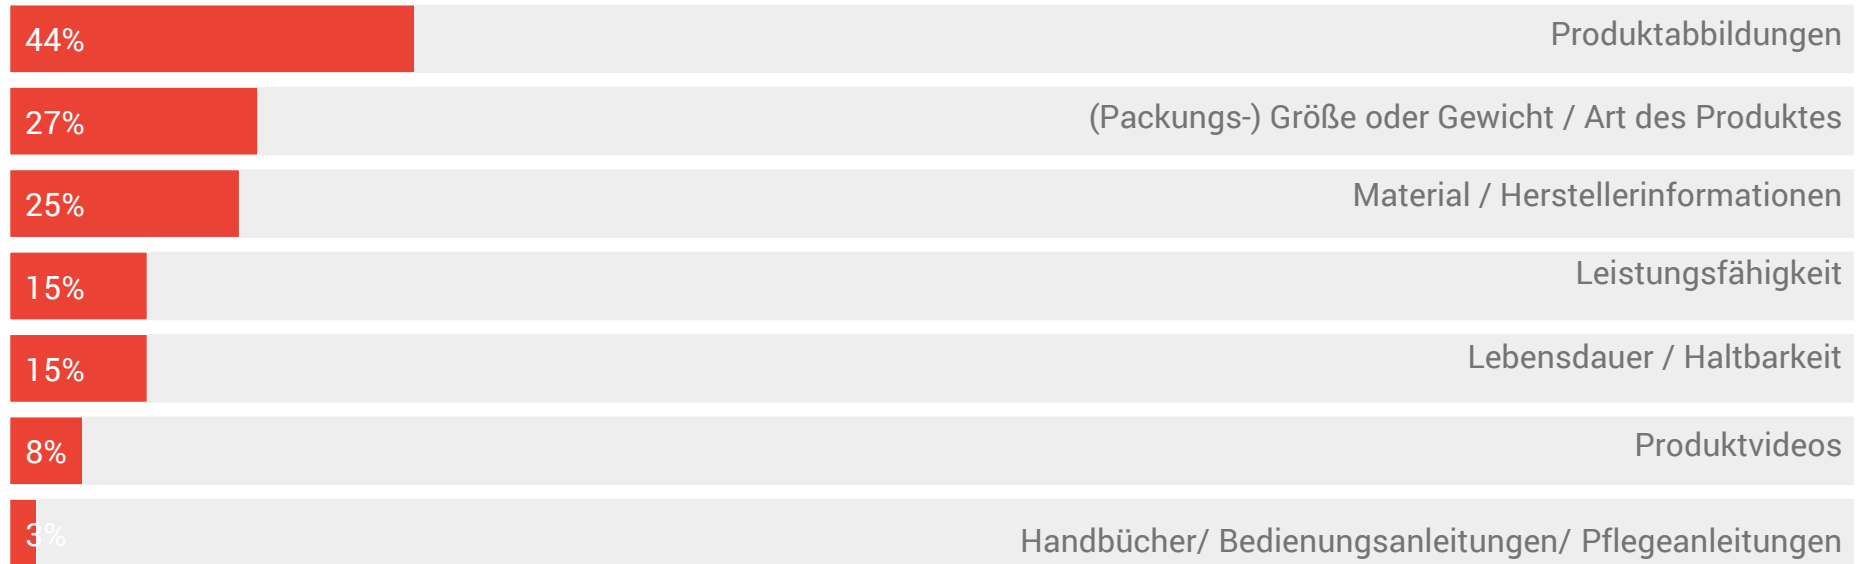 44% Produktabbildungen
27% (Packungs-) Größe oder Gewicht / Art des Produktes
25% Material / Herstellerinformationen
15% Leistungsfähigkeit
15% Lebensdauer / Haltbarkeit
8% Produktvideos
3% Handbücher/ Bedienungsanleitungen/ Pflegeanleitungen